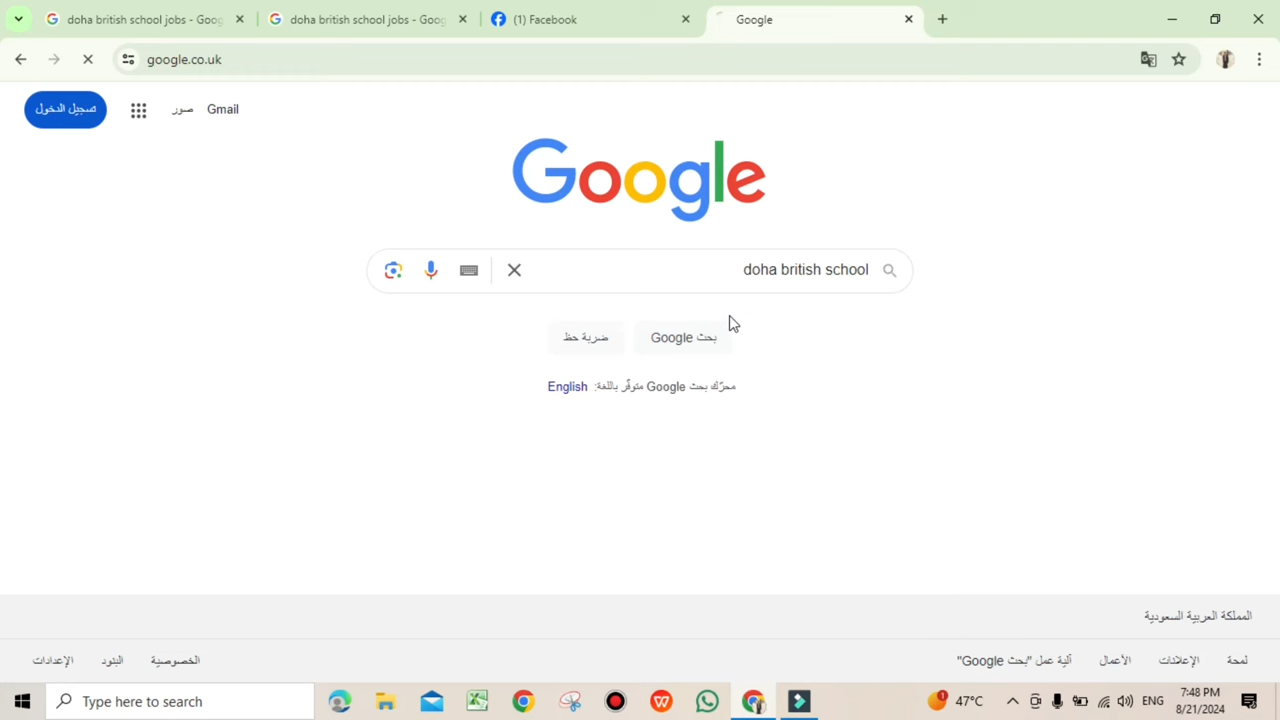 doha british school jobs - Goog
doha british school jobs - Goog
(1) Facebook
Google
google.co.uk
تسجيل الدخول
صور
Gmail
Google
doha british school
ضربة حظ
بحث Google
محرّك بحث Google متوفّر باللغة: English
المملكة العربية السعودية
الإعدادات
البنود
الخصوصية
آلية عمل "بحث Google"
الأعمال
الإعلانات
لمحة
Type here to search
1
47°C
ENG
7:48 PM
8/21/2024